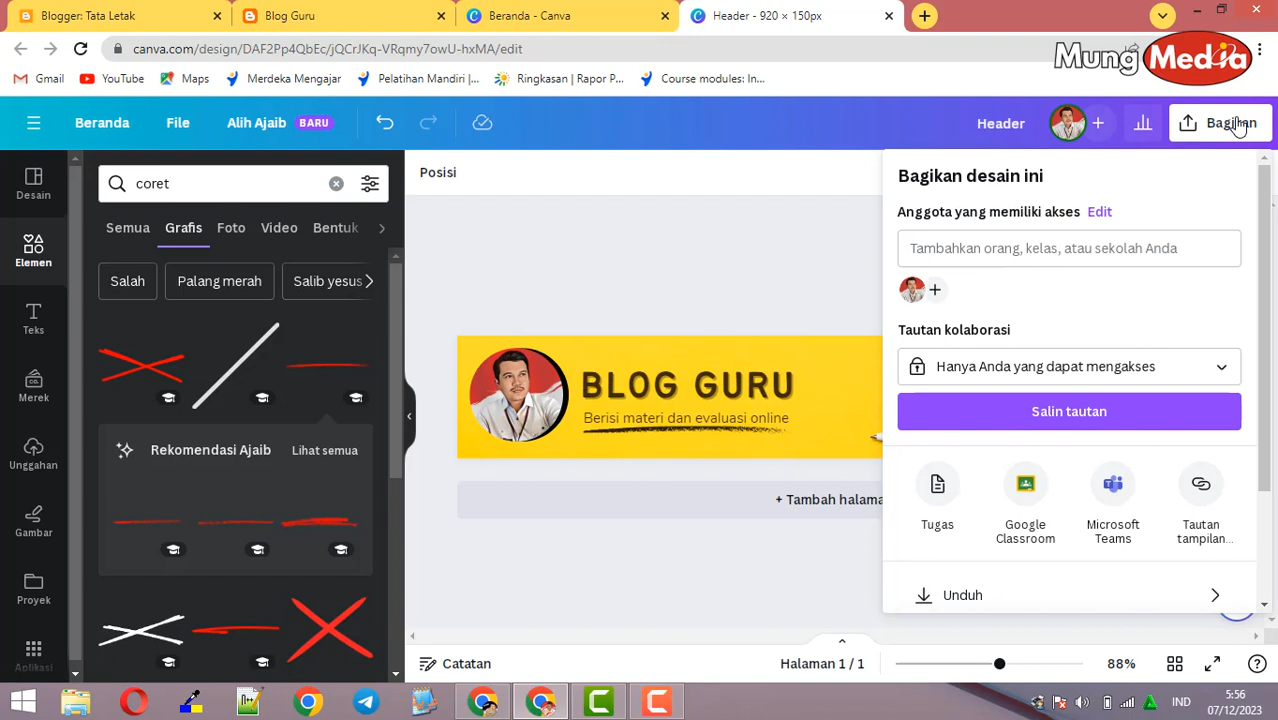 Blogger: Tata Letak
Blog Guru
Beranda - Canva
Header - 920 × 150px
canva.com/design/DAF2Pp4QbEc/jQCrJKq-VRqmy7owU-hxMA/edit
Mung Media
Gmail
YouTube
Maps
Merdeka Mengajar
Pelatihan Mandiri |...
Ringkasan | Rapor P...
Course modules: In...
Beranda
File
Alih Ajaib BARU
Header
Bagikan
Desain
Elemen
Teks
Merek
Unggahan
Gambar
Proyek
Aplikasi
coret
Semua
Grafis
Foto
Video
Bentuk
Salah
Palang merah
Salib yesus
Rekomendasi Ajaib
Lihat semua
Posisi
BLOG GURU
Berisi materi dan evaluasi online
+ Tambah halama
Bagikan desain ini
Anggota yang memiliki akses Edit
Tambahkan orang, kelas, atau sekolah Anda
Tautan kolaborasi
Hanya Anda yang dapat mengakses
Salin tautan
Tugas
Google
Classroom
Microsoft
Teams
Tautan
tampilan...
Unduh
Catatan
Halaman 1 / 1
88%
IND
5:56
07/12/2023